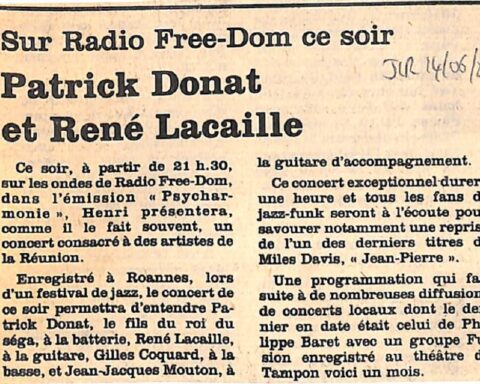 Sur Radio Free-Dom ce soir
JIR 14/06/
Patrick Donat
et René Lacaille
Ce soir, à partir de 21 h.30,
sur les ondes de Radio Free-Dom,
dans l'émission « Psychar-
monie », Henri présentera,
comme il le fait souvent, un
concert consacré à des artistes de
la Réunion.
Enregistré à Roannes, lors
d'un festival de jazz, le concert de
ce soir permettra d'entendre Pa-
trick Donat, le fils du roi du
séga, à la batterie, René Lacaille,
à la guitare, Gilles Coquard, à la
basse, et Jean-Jacques Mouton, à
la guitare d'accompagnement.
Ce concert exceptionnel durer
une heure et tous les fans d
jazz-funk seront à l'écoute pou
savourer notamment une repris
de l'un des derniers titres d
Miles Davis, « Jean-Pierre ».
Une programmation qui fa
suite à de nombreuses diffusion
de concerts locaux dont le der
nier en date était celui de Ph
lippe Baret avec un groupe Fu
sion enregistré au théâtre d
Tampon voici un mois.